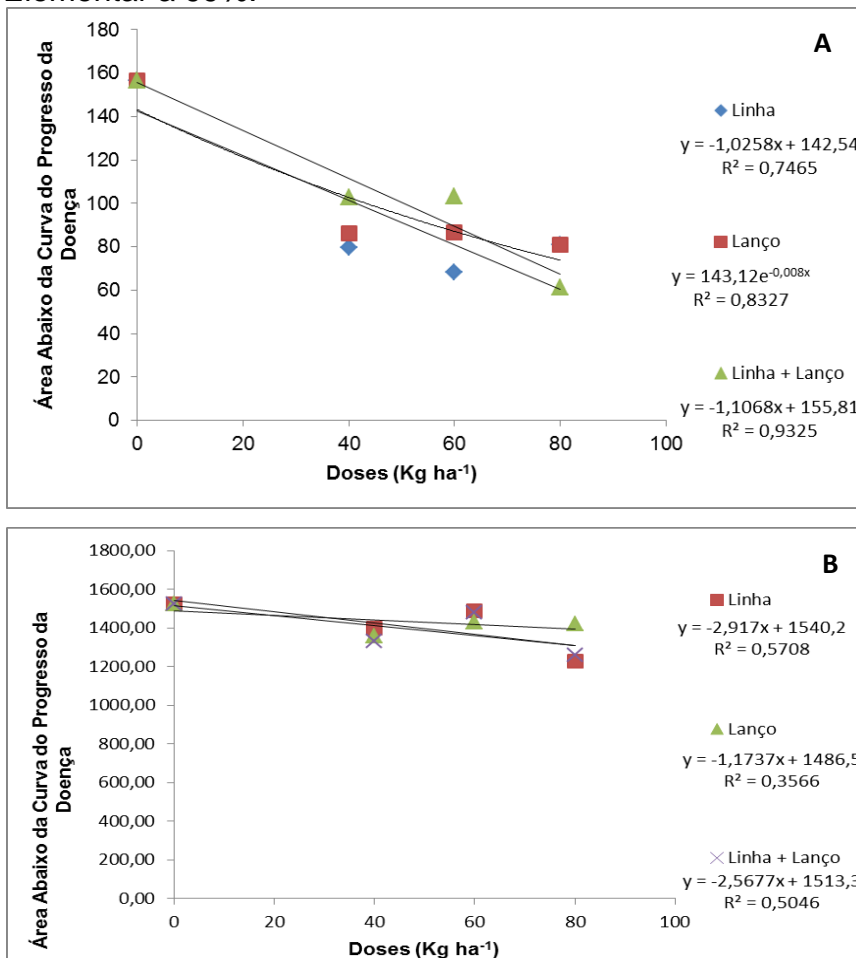 A
Área Abaixo da Curva do Progresso da
Doença
180
160
140
120
100
80
60
40
20
0
0 20 40 60 80 100
Doses (Kg ha⁻¹)
Linha
y = -1,0258x + 142,54
R² = 0,7465
Lanço
y = 143,12e⁻⁰,⁰⁰⁸ˣ
R² = 0,8327
Linha + Lanço
y = -1,1068x + 155,81
R² = 0,9325
B
Área Abaixo da Curva do Progresso da
Doença
1800,00
1600,00
1400,00
1200,00
1000,00
800,00
600,00
400,00
200,00
0,00
0 20 40 60 80 100
Doses (Kg ha⁻¹)
Linha
y = -2,917x + 1540,2
R² = 0,5708
Lanço
y = -1,1737x + 1486,5
R² = 0,3566
Linha + Lanço
y = -2,5677x + 1513,3
R² = 0,5046